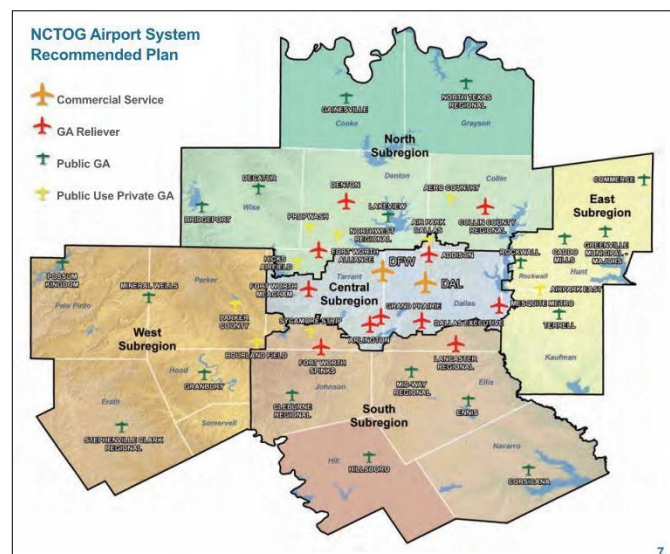 NCTOG Airport System
Recommended Plan
Commercial Service
GA Reliever
Public GA
Public Use Private GA
GAINESVILLE
Cooke
NORTH TEXAS
REGIONAL
Grayson
North
Subregion
DECATUR
Wise
BRIDGEPORT
DENTON
Denton
LAKEVIEW
AERO COUNTRY
Collin
COLLIN COUNTY
REGIONAL
PROPWASH
NORTHWEST
REGIONAL
AIR PARK
DALLAS
HICKS
AIRFIELD
FORT WORTH
ALLIANCE
ADDISON
East
Subregion
COMMERCE
ROCKWALL
Rockwall
CADDO
MILLS
GREENVILLE
MUNICIPAL-
MAJORS
Hunt
AIRPARK EAST
MESQUITE METRO
TERRELL
Kaufman
POSSUM
KINGDOM
Palo Pinto
MINERAL WELLS
Parker
PARKER
COUNTY
West
Subregion
FORT WORTH
MEACHAM
Tarrant
Central
Subregion
DFW
DAL
Dallas
GRAND PRAIRIE
DALLAS EXECUTIVE
SYCAMORE STRIP
ARLINGTON
BOURLAND FIELD
Hood
GRANBURY
Erath
Somervell
STEPHENVILLE CLARK
REGIONAL
FORT WORTH
SPINKS
Johnson
CLEBURNE
REGIONAL
LANCASTER
REGIONAL
MID-WAY
REGIONAL
Ellis
ENNIS
South
Subregion
Hill
HILLSBORO
Navarro
CORSICANA
7